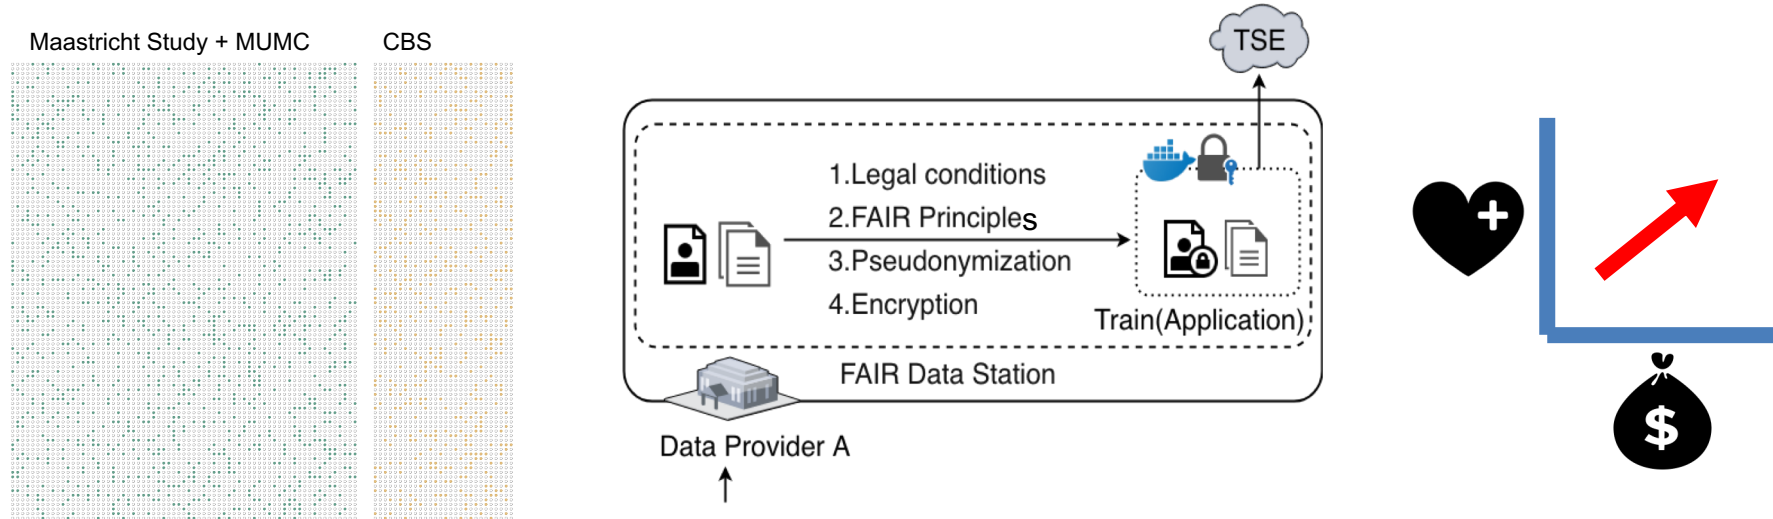 Maastricht Study + MUMC
CBS
TSE
1.Legal conditions
2.FAIR Principles
3.Pseudonymization
4.Encryption
Train(Application)
FAIR Data Station
Data Provider A
+
$